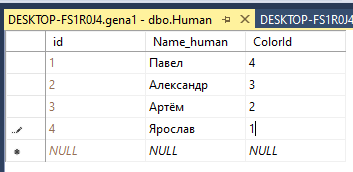 DESKTOP-FS1R0J4.gena1 - dbo.Human DESKTOP-FS1R0J4
id Name_human ColorId
1 Павел 4
2 Александр 3
3 Артём 2
4 Ярослав 1
NULL NULL NULL